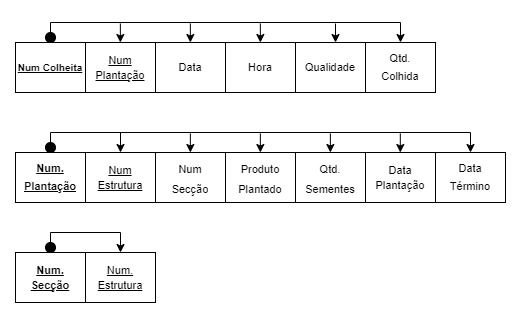 Num Colheita
Num
Plantação
Data
Hora
Qualidade
Qtd.
Colhida
Num.
Plantação
Num
Estrutura
Num
Secção
Produto
Plantado
Qtd.
Sementes
Data
Plantação
Data
Término
Num.
Secção
Num.
Estrutura